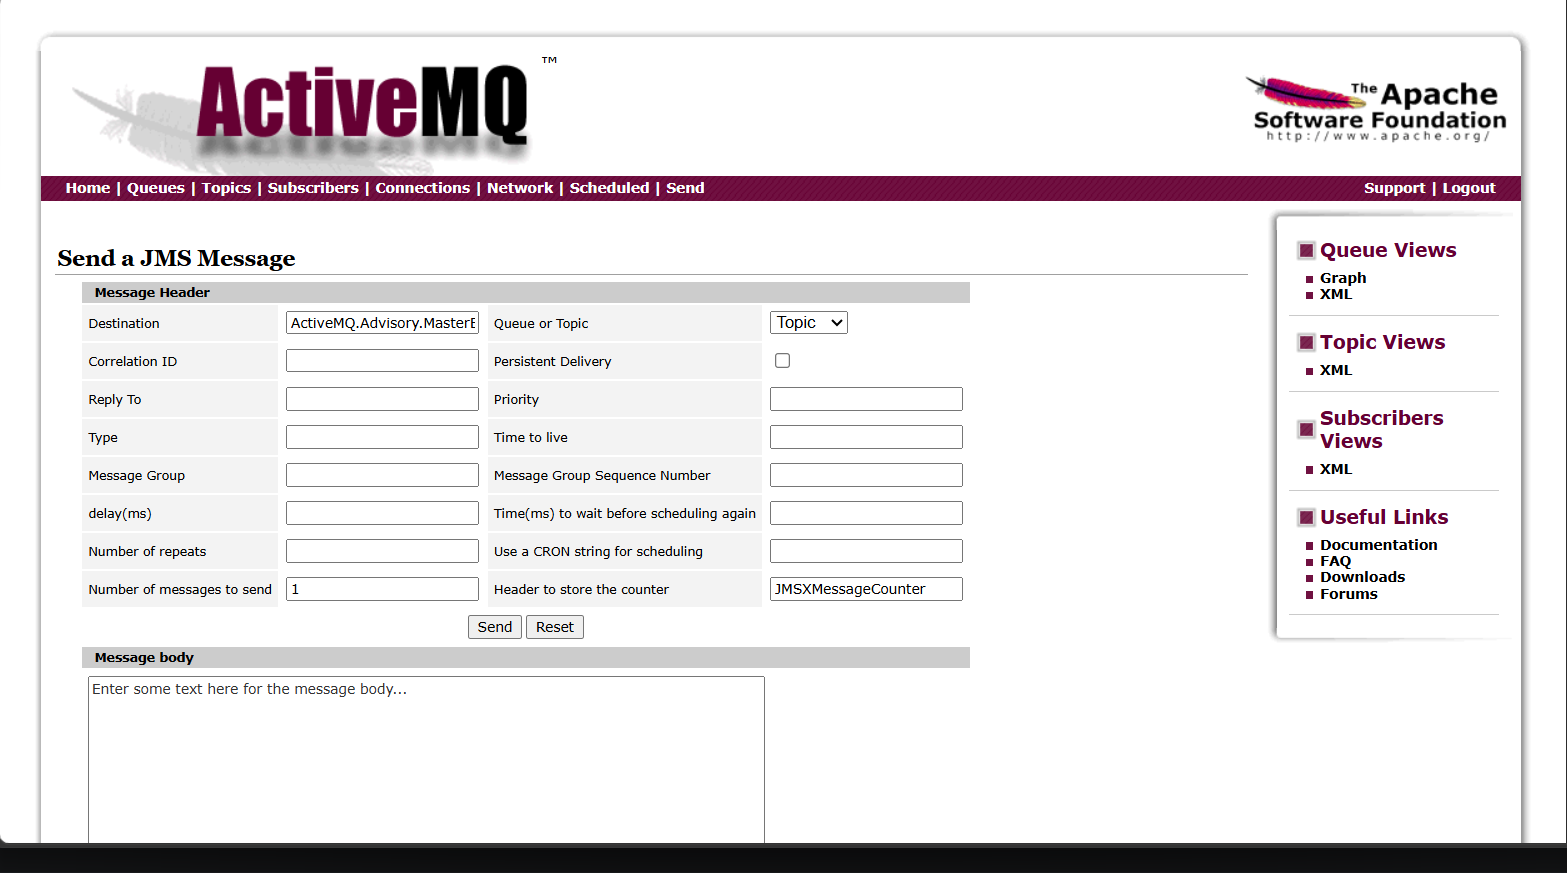 ActiveMQ ™
The Apache
Software Foundation
http://www.apache.org/
Home | Queues | Topics | Subscribers | Connections | Network | Scheduled | Send
Support | Logout
Send a JMS Message
Message Header
Destination ActiveMQ.Advisory.MasterB Queue or Topic Topic
Correlation ID Persistent Delivery
Reply To Priority
Type Time to live
Message Group Message Group Sequence Number
delay(ms) Time(ms) to wait before scheduling again
Number of repeats Use a CRON string for scheduling
Number of messages to send 1 Header to store the counter JMSXMessageCounter
Send Reset
Message body
Enter some text here for the message body...
Queue Views
Graph
XML
Topic Views
XML
Subscribers
Views
XML
Useful Links
Documentation
FAQ
Downloads
Forums